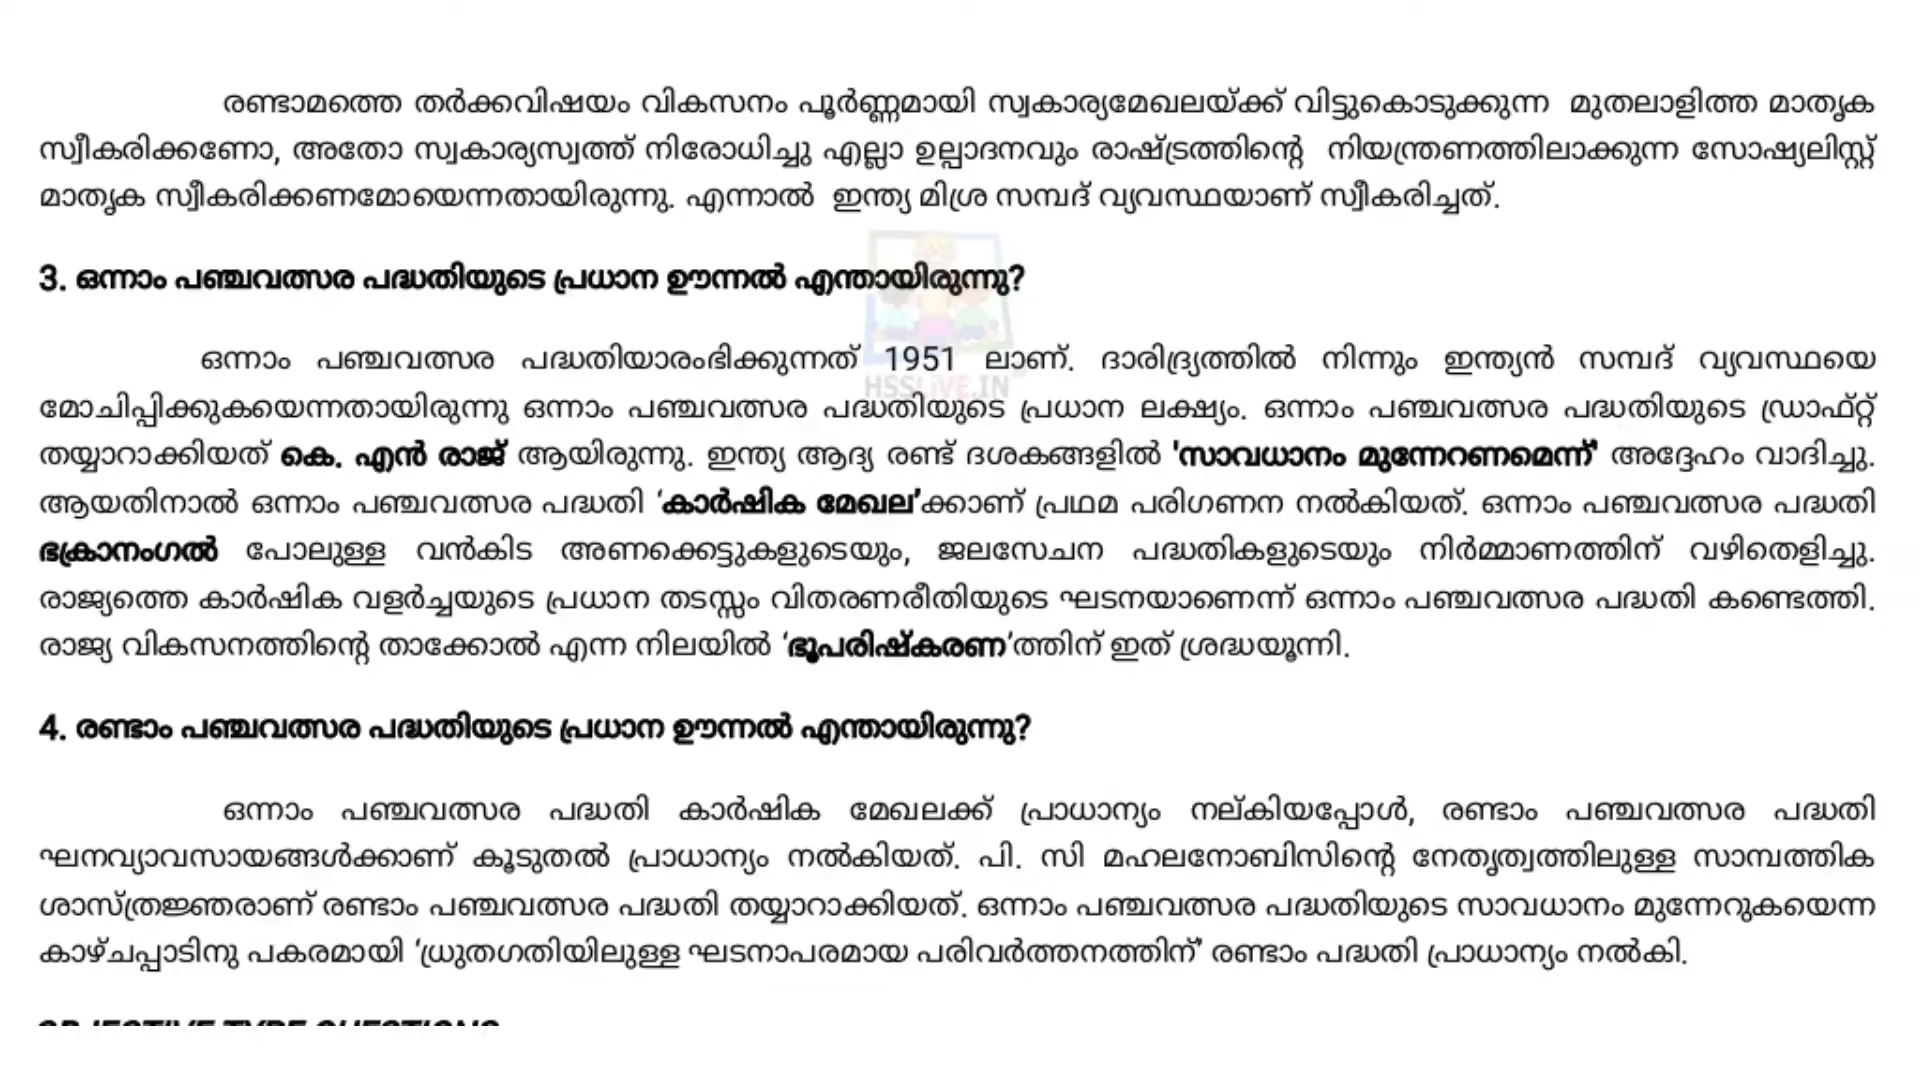 രണ്ടാമത്തെ തർക്കവിഷയം വികസനം പൂർണ്ണമായി സ്വകാര്യമേഖലയ്ക്ക് വിട്ടുകൊടുക്കുന്ന മുതലാളിത്ത മാതൃക
സ്വീകരിക്കണോ, അതോ സ്വകാര്യസ്വത്ത് നിരോധിച്ചു എല്ലാ ഉല്പാദനവും രാഷ്ട്രത്തിന്റെ നിയന്ത്രണത്തിലാക്കുന്ന സോഷ്യലിസ്റ്റ്
മാതൃക സ്വീകരിക്കണമോയെന്നതായിരുന്നു. എന്നാൽ ഇന്ത്യ മിശ്ര സമ്പദ് വ്യവസ്ഥയാണ് സ്വീകരിച്ചത്.
3. ഒന്നാം പഞ്ചവത്സര പദ്ധതിയുടെ പ്രധാന ഊന്നൽ എന്തായിരുന്നു?
ഒന്നാം പഞ്ചവത്സര പദ്ധതിയാരംഭിക്കുന്നത് 1951 ലാണ്. ദാരിദ്ര്യത്തിൽ നിന്നും ഇന്ത്യൻ സമ്പദ് വ്യവസ്ഥയെ
HSSLiVE.IN
മോചിപ്പിക്കുകയെന്നതായിരുന്നു ഒന്നാം പഞ്ചവത്സര പദ്ധതിയുടെ പ്രധാന ലക്ഷ്യം. ഒന്നാം പഞ്ചവത്സര പദ്ധതിയുടെ ഡ്രാഫ്റ്റ്
തയ്യാറാക്കിയത് കെ. എൻ രാജ് ആയിരുന്നു. ഇന്ത്യ ആദ്യ രണ്ട് ദശകങ്ങളിൽ 'സാവധാനം മുന്നേറണമെന്ന്' അദ്ദേഹം വാദിച്ചു.
ആയതിനാൽ ഒന്നാം പഞ്ചവത്സര പദ്ധതി ‘കാർഷിക മേഖല’ക്കാണ് പ്രഥമ പരിഗണന നൽകിയത്. ഒന്നാം പഞ്ചവത്സര പദ്ധതി
ഭക്രാനംഗൽ പോലുള്ള വൻകിട അണക്കെട്ടുകളുടെയും, ജലസേചന പദ്ധതികളുടെയും നിർമ്മാണത്തിന് വഴിതെളിച്ചു.
രാജ്യത്തെ കാർഷിക വളർച്ചയുടെ പ്രധാന തടസ്സം വിതരണരീതിയുടെ ഘടനയാണെന്ന് ഒന്നാം പഞ്ചവത്സര പദ്ധതി കണ്ടെത്തി.
രാജ്യ വികസനത്തിന്റെ താക്കോൽ എന്ന നിലയിൽ ‘ഭൂപരിഷ്കരണ’ത്തിന് ഇത് ശ്രദ്ധയൂന്നി.
4. രണ്ടാം പഞ്ചവത്സര പദ്ധതിയുടെ പ്രധാന ഊന്നൽ എന്തായിരുന്നു?
ഒന്നാം പഞ്ചവത്സര പദ്ധതി കാർഷിക മേഖലക്ക് പ്രാധാന്യം നല്കിയപ്പോൾ, രണ്ടാം പഞ്ചവത്സര പദ്ധതി
ഘനവ്യാവസായങ്ങൾക്കാണ് കൂടുതൽ പ്രാധാന്യം നൽകിയത്. പി. സി മഹലനോബിസിന്റെ നേതൃത്വത്തിലുള്ള സാമ്പത്തിക
ശാസ്ത്രജ്ഞരാണ് രണ്ടാം പഞ്ചവത്സര പദ്ധതി തയ്യാറാക്കിയത്. ഒന്നാം പഞ്ചവത്സര പദ്ധതിയുടെ സാവധാനം മുന്നേറുകയെന്ന
കാഴ്ചപ്പാടിനു പകരമായി ‘ധ്രുതഗതിയിലുള്ള ഘടനാപരമായ പരിവർത്തനത്തിന്’ രണ്ടാം പദ്ധതി പ്രാധാന്യം നൽകി.
OBJECTIVE TYPE QUESTIONS